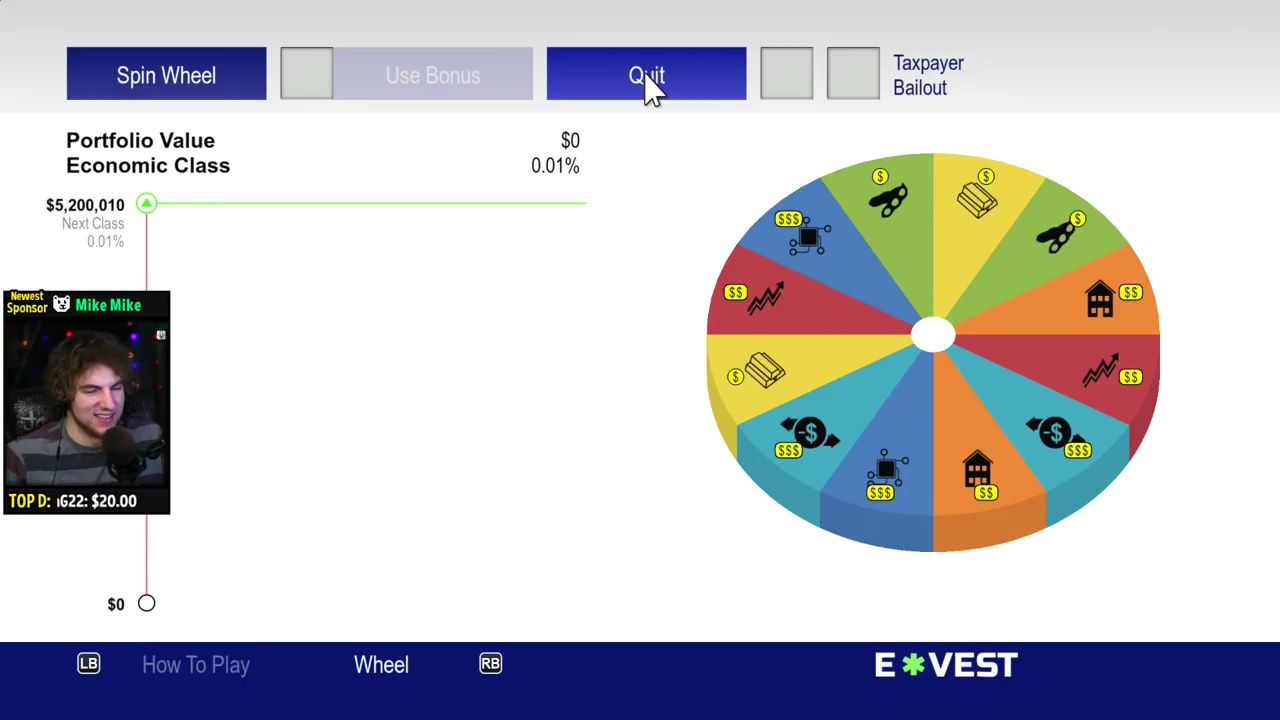 Spin Wheel
Use Bonus
Quit
Taxpayer
Bailout
Portfolio Value $0
Economic Class 0.01%
$5,200,010
Next Class
0.01%
$
$
$
$$$
$$
$$
$
$$
$$$
$$$
$$$
$$
-$
-$
Newest
Sponsor
Mike Mike
TOP D: G22: $20.00
$0
LB How To Play Wheel RB
E*VEST